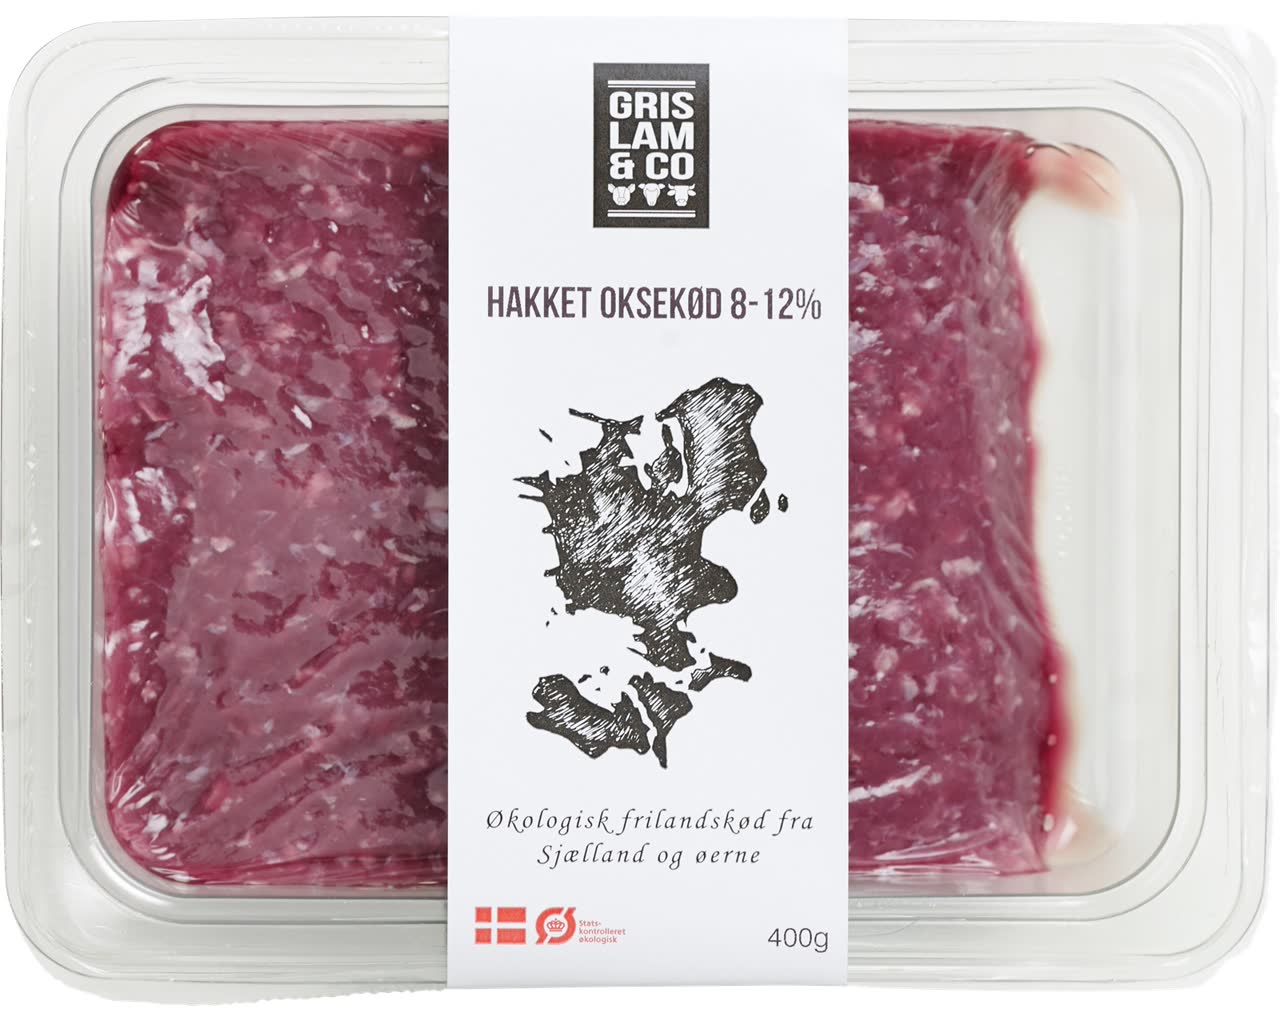 GRIS
LAM
& CO
HAKKET OKSEKØD 8-12%
Økologisk frilandskød fra
Sjælland og øerne
Stats-
kontrolleret
økologisk
400g